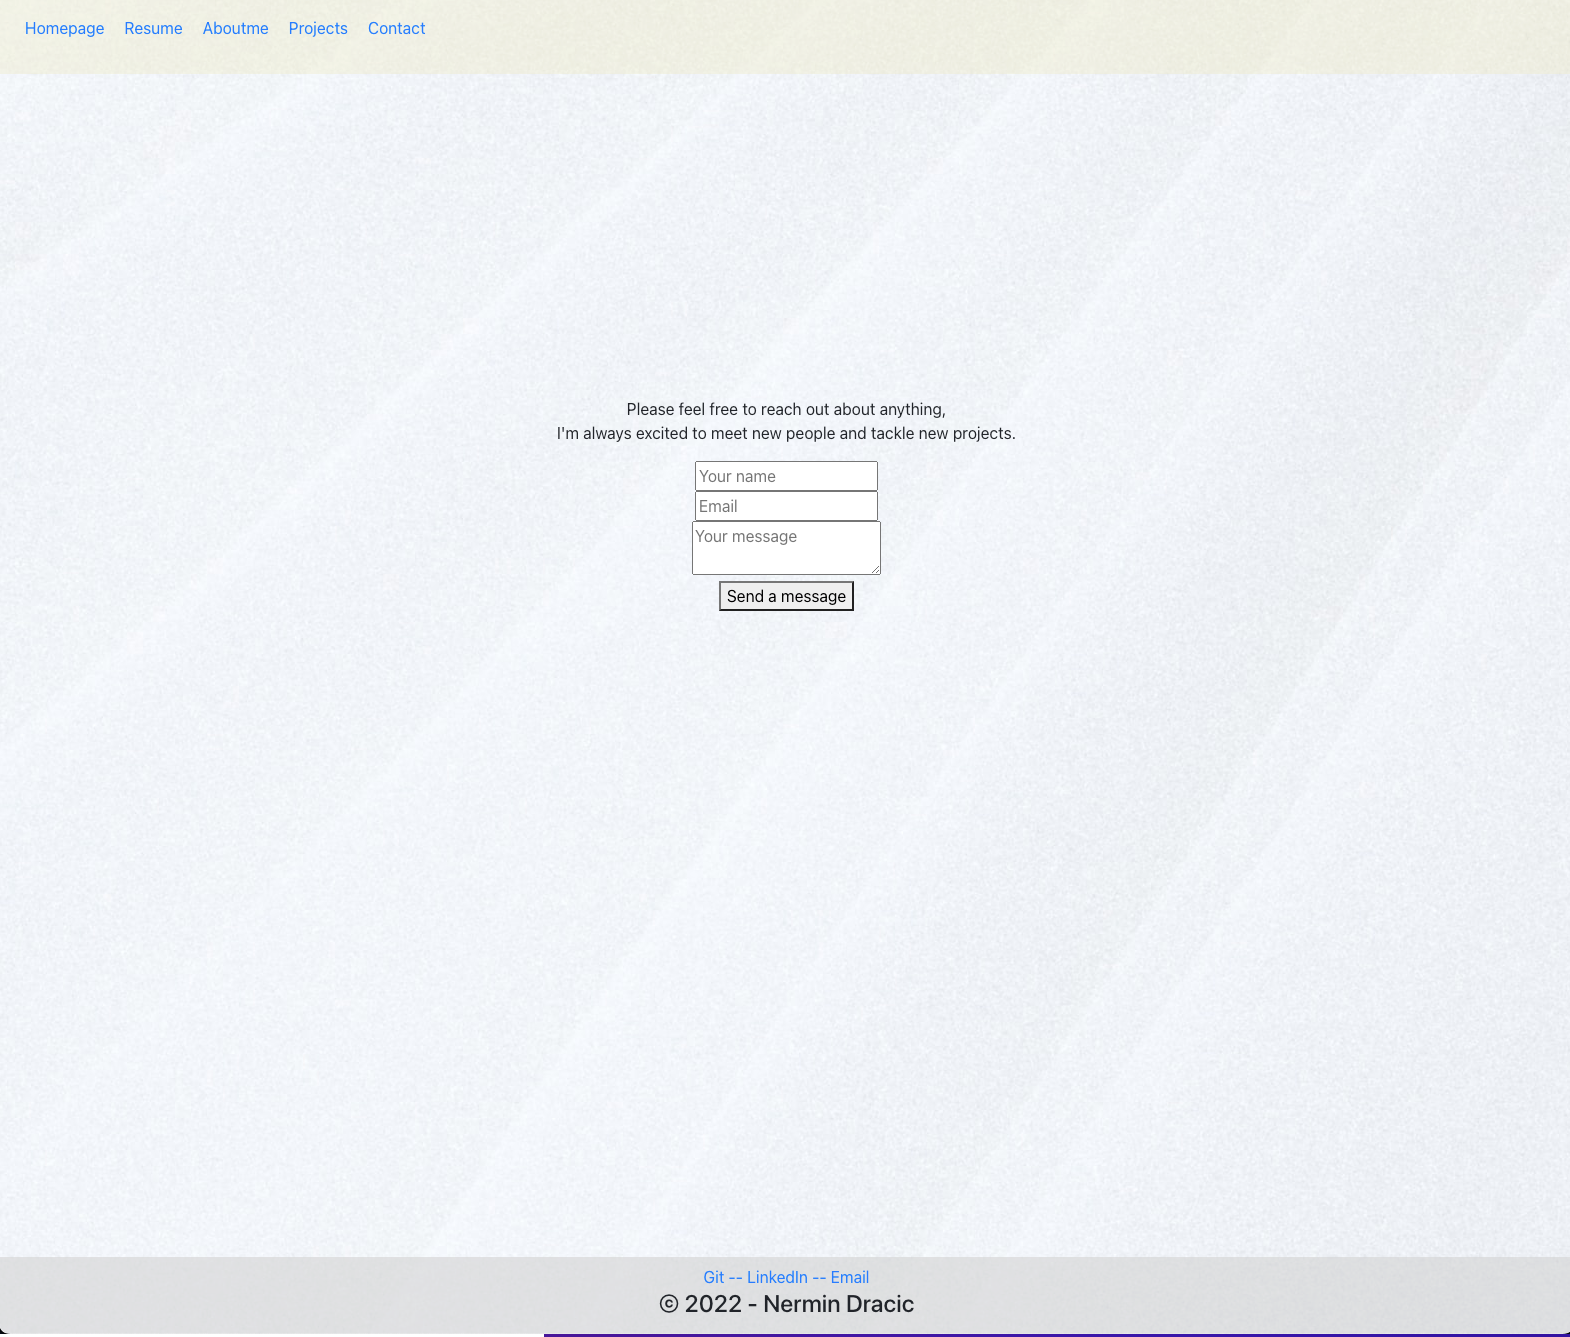 Homepage Resume Aboutme Projects Contact
Please feel free to reach out about anything,
I'm always excited to meet new people and tackle new projects.
Your name
Email
Your message
Send a message
Git -- LinkedIn -- Email
© 2022 - Nermin Dracic